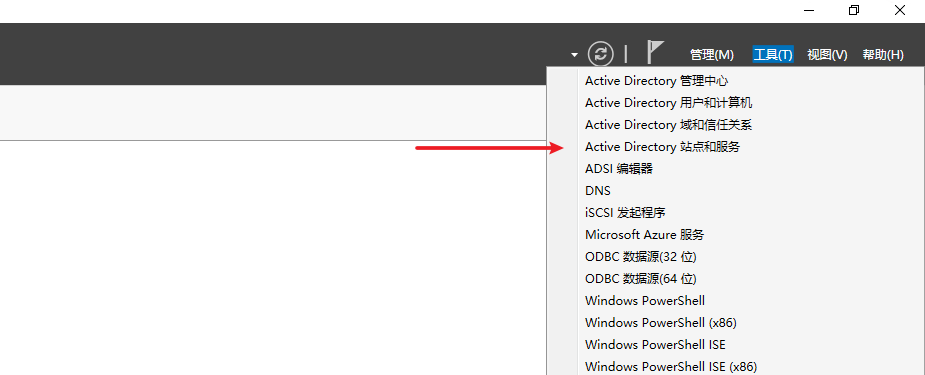 管理(M) 工具(T) 视图(V) 帮助(H)
Active Directory 管理中心
Active Directory 用户和计算机
Active Directory 域和信任关系
Active Directory 站点和服务
ADSI 编辑器
DNS
iSCSI 发起程序
Microsoft Azure 服务
ODBC 数据源(32 位)
ODBC 数据源(64 位)
Windows PowerShell
Windows PowerShell (x86)
Windows PowerShell ISE
Windows PowerShell ISE (x86)